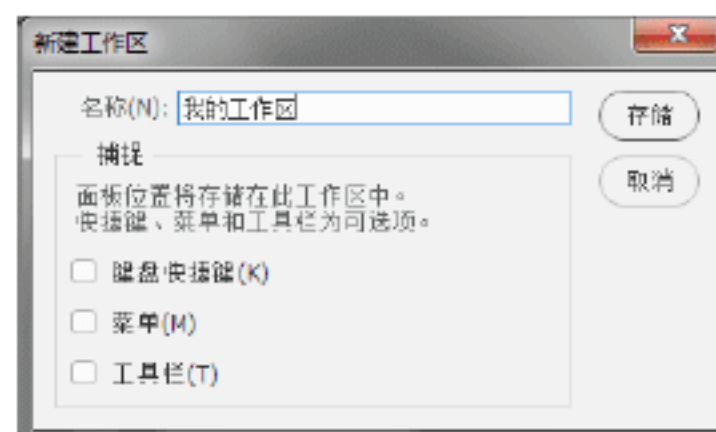 新建工作区
名称(N): 我的工作区
存储
捕捉
取消
面板位置将存储在此工作区中。
快捷键、菜单和工具栏为可选项。
键盘快捷键(K)
菜单(M)
工具栏(T)